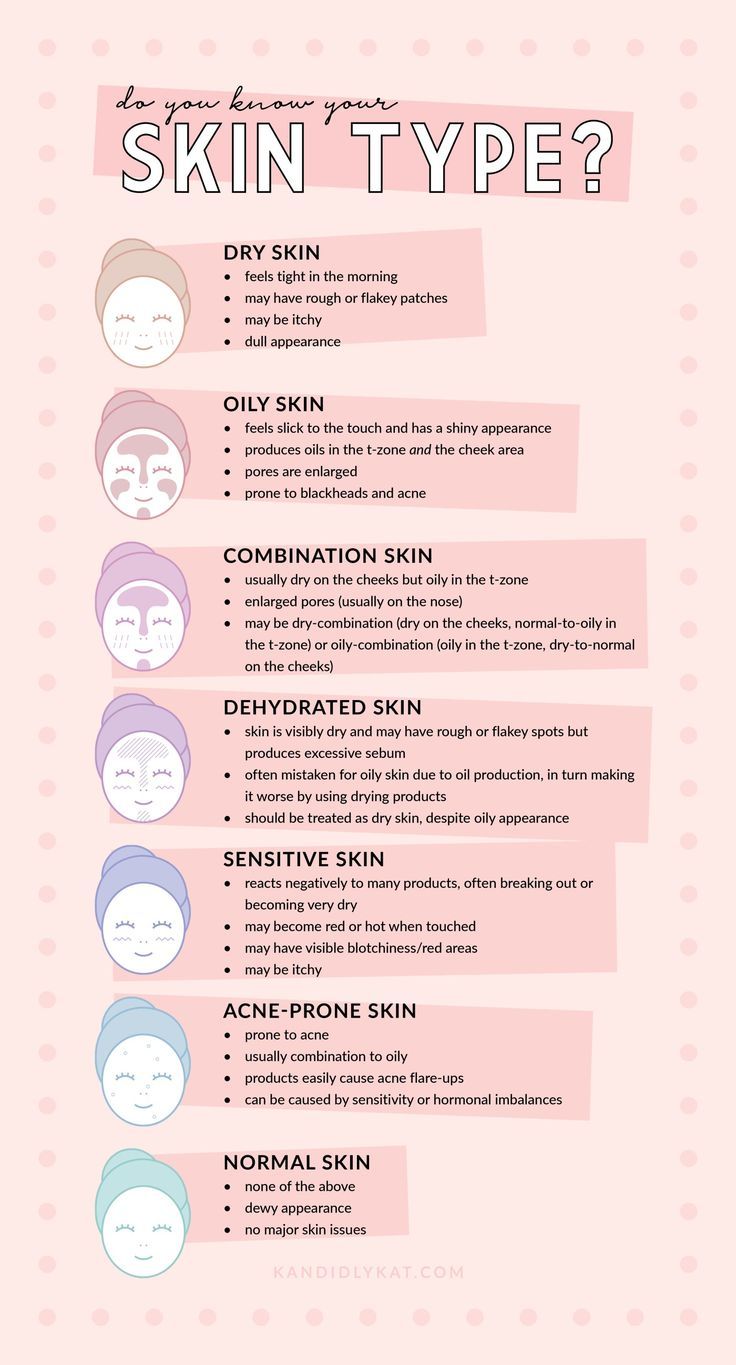 do you know your
SKIN TYPE?
DRY SKIN
• feels tight in the morning
• may have rough or flakey patches
• may be itchy
• dull appearance
OILY SKIN
• feels slick to the touch and has a shiny appearance
• produces oils in the t-zone and the cheek area
• pores are enlarged
• prone to blackheads and acne
COMBINATION SKIN
• usually dry on the cheeks but oily in the t-zone
• enlarged pores (usually on the nose)
• may be dry-combination (dry on the cheeks, normal-to-oily in
the t-zone) or oily-combination (oily in the t-zone, dry-to-normal
on the cheeks)
DEHYDRATED SKIN
• skin is visibly dry and may have rough or flakey spots but
produces excessive sebum
• often mistaken for oily skin due to oil production, in turn making
it worse by using drying products
• should be treated as dry skin, despite oily appearance
SENSITIVE SKIN
• reacts negatively to many products, often breaking out or
becoming very dry
• may become red or hot when touched
• may have visible blotchiness/red areas
• may be itchy
ACNE-PRONE SKIN
• prone to acne
• usually combination to oily
• products easily cause acne flare-ups
• can be caused by sensitivity or hormonal imbalances
NORMAL SKIN
• none of the above
• dewy appearance
• no major skin issues
KANDIDLYKAT.COM